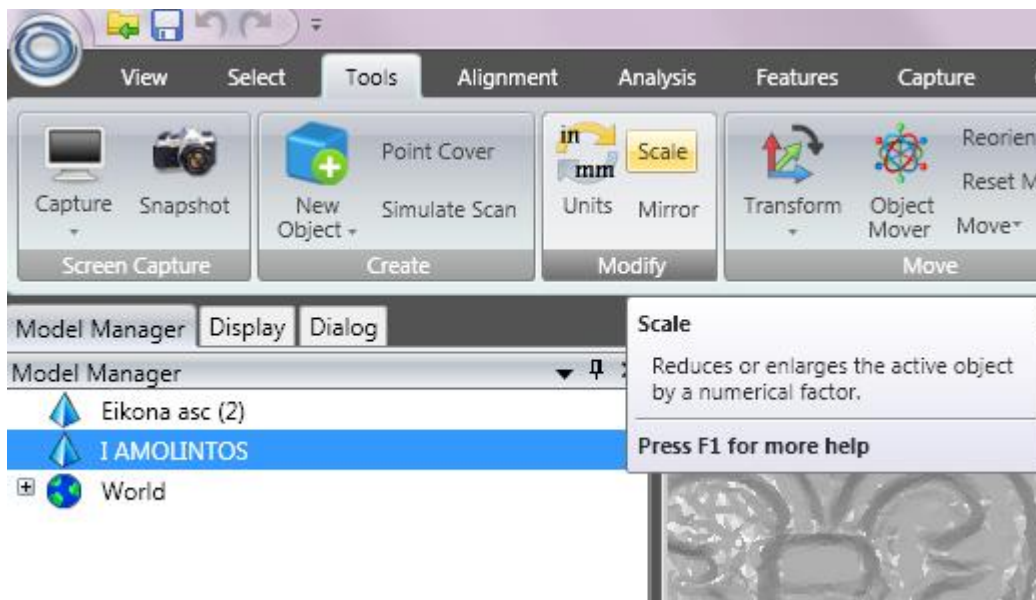 View Select Tools Alignment Analysis Features Capture
Capture
Snapshot
Screen Capture
New
Object
Point Cover
Simulate Scan
Create
in
mm
Units
Scale
Mirror
Modify
Transform
Object
Mover
Reorien
Reset M
Move
Move
Model Manager Display Dialog
Model Manager
Eikona asc (2)
I AMOLINTOS
World
Scale
Reduces or enlarges the active object
by a numerical factor.
Press F1 for more help